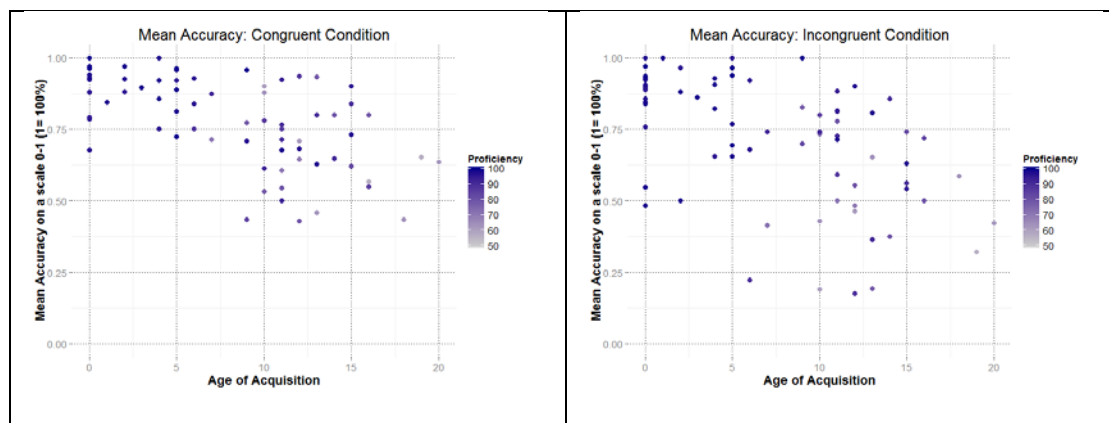 Mean Accuracy: Congruent Condition
Mean Accuracy on a scale 0-1 (1= 100%)
1.00
0.75
0.50
0.25
0.00
0 5 10 15 20
Age of Acquisition
Proficiency
100
90
80
70
60
50
Mean Accuracy: Incongruent Condition
Mean Accuracy on a scale 0-1 (1= 100%)
1.00
0.75
0.50
0.25
0.00
0 5 10 15 20
Age of Acquisition
Proficiency
100
90
80
70
60
50